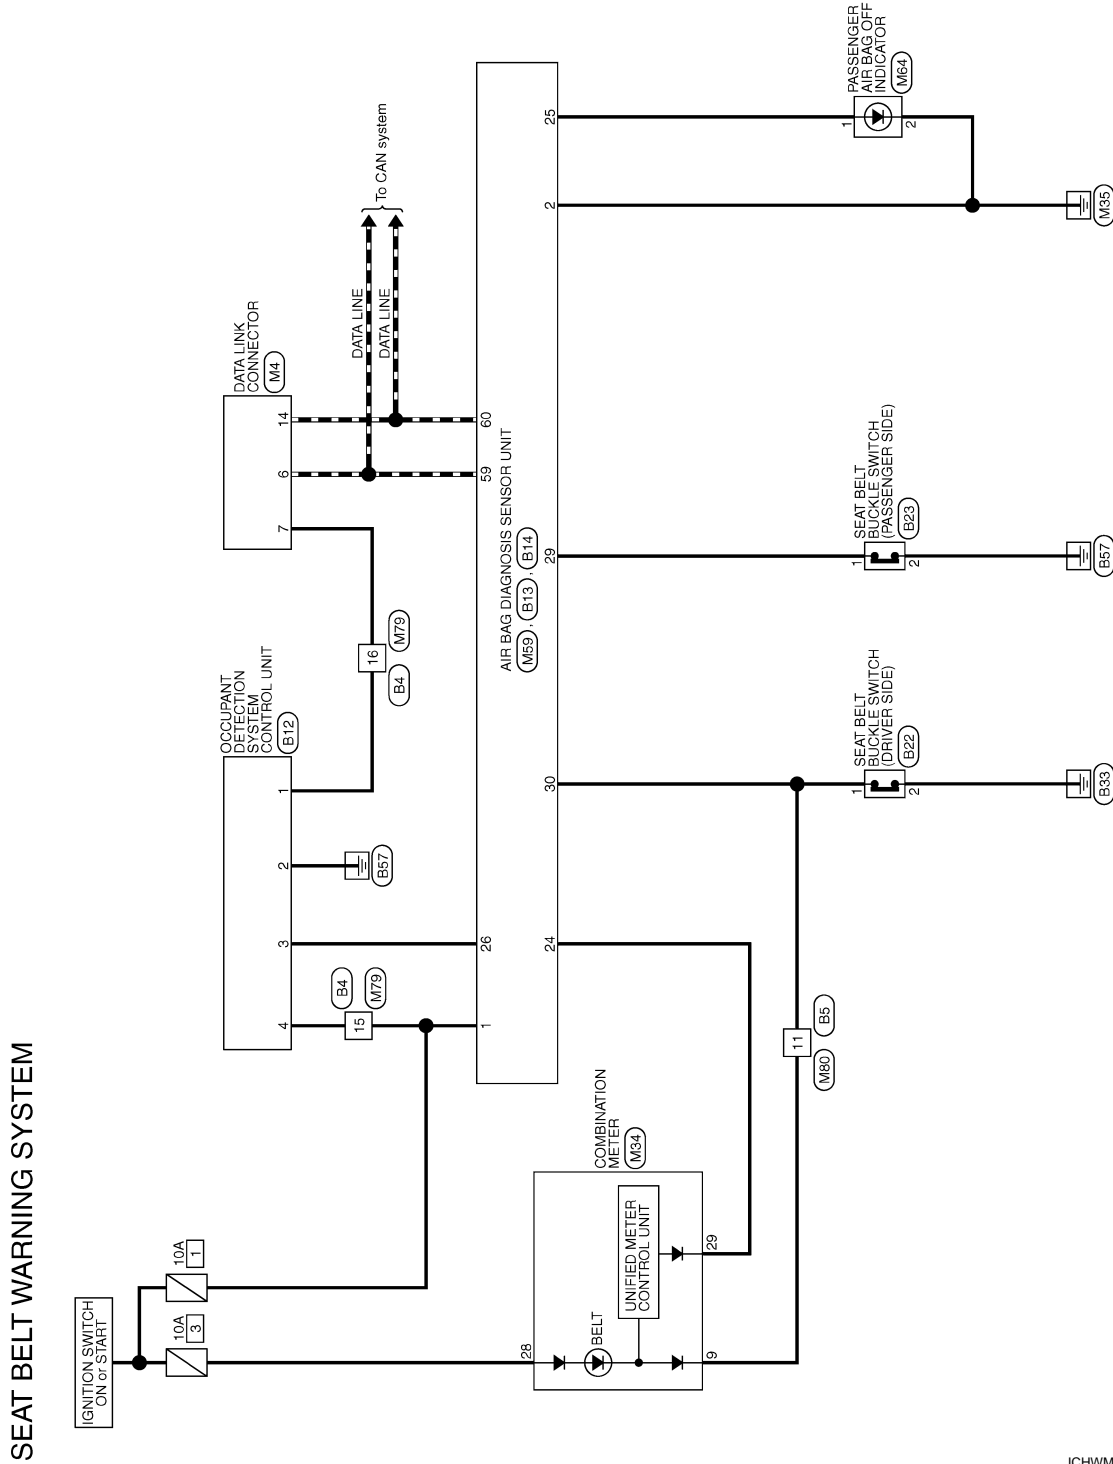 SEAT BELT WARNING SYSTEM
IGNITION SWITCH
ON or START
10A
3
10A
1
OCCUPANT
DETECTION
SYSTEM
CONTROL UNIT
B12
4
3
2
1
B4
15
M79
B57
16
B4
M79
DATA LINK
CONNECTOR
M4
7
6
14
DATA LINE
DATA LINE
To CAN system
1
26
59
60
AIR BAG DIAGNOSIS SENSOR UNIT
M59 , B13 , B14
24
30
29
2
25
COMBINATION
METER
M34
28
BELT
UNIFIED METER
CONTROL UNIT
9
29
11
M80
B5
SEAT BELT
BUCKLE SWITCH
(DRIVER SIDE)
B22
1
2
B33
SEAT BELT
BUCKLE SWITCH
(PASSENGER SIDE)
B23
1
2
B57
PASSENGER
AIR BAG OFF
INDICATOR
M64
1
2
M35
JCHWM